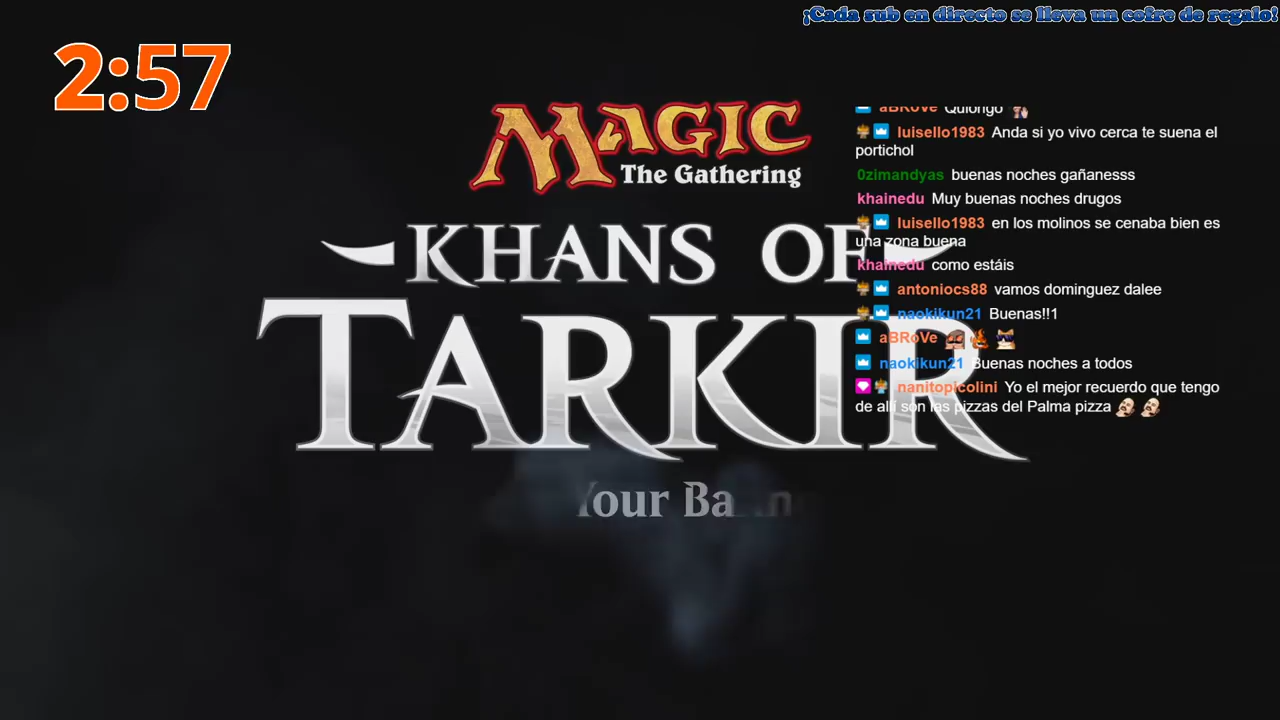 ¡Cada sub en directo se lleva un cofre de regalo!
2:57
MAGIC
The Gathering
KHANS OF
TARKIR
Your
aBRoVe Quiongo
luisello1983 Anda si yo vivo cerca te suena el
portichol
0zimandyas buenas noches gañanesss
khainedu Muy buenas noches drugos
luisello1983 en los molinos se cenaba bien es
una zona buena
khainedu como estáis
antoniocs88 vamos dominguez dalee
naokikun21 Buenas!!1
aBRoVe
naokikun21 Buenas noches a todos
nanitopicolini Yo el mejor recuerdo que tengo
de allí son las pizzas del Palma pizza